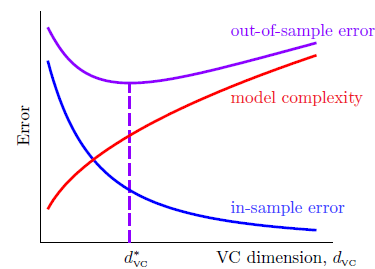 out-of-sample error
model complexity
Error
in-sample error
d*VC
VC dimension, dVC